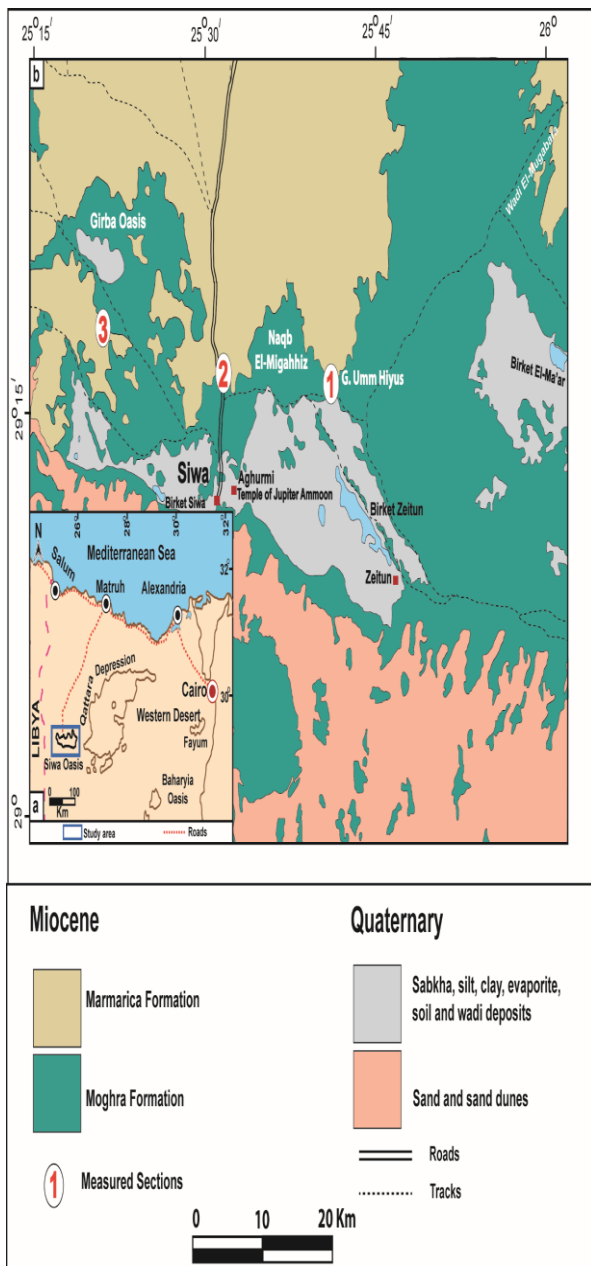 25°15′
25°30′
25°45′
26°
b
Wadi El-Mugabara
Girba Oasis
3
Naqb
El-Migahhiz
2
1
G. Umm Hiyus
Birket El-Ma'ar
29°15′
Siwa
Aghurmi
Temple of Jupiter Ammoon
Birket Siwa
Birket Zeitun
Zeitun
N
26
28
30
32
Mediterranean Sea
32
Salum
Matruh
Alexandria
Qattara Depression
Cairo
30
Western Desert
LIBYA
Fayum
Siwa Oasis
Baharyia
Oasis
0 100
Km
a
Study area
Roads
29°
Miocene
Quaternary
Marmarica Formation
Sabkha, silt, clay, evaporite,
soil and wadi deposits
Moghra Formation
Sand and sand dunes
Roads
1 Measured Sections
Tracks
0 10 20 Km